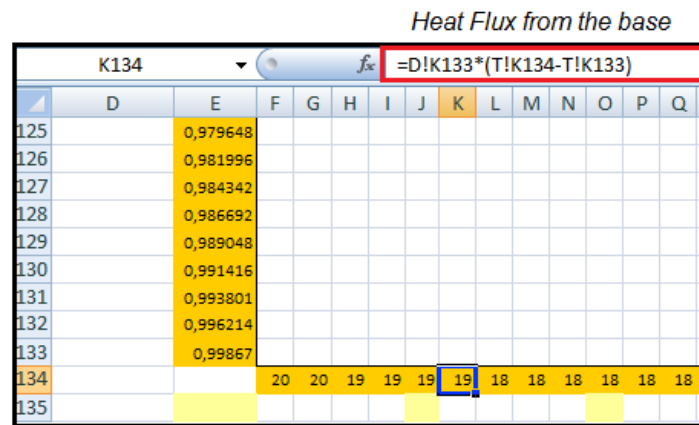 Heat Flux from the base
K134 fx =D!K133*(T!K134-T!K133)
D E F G H I J K L M N O P Q
125 0,979648
126 0,981996
127 0,984342
128 0,986692
129 0,989048
130 0,991416
131 0,993801
132 0,996214
133 0,99867
134 20 20 19 19 19 19 18 18 18 18 18 18
135